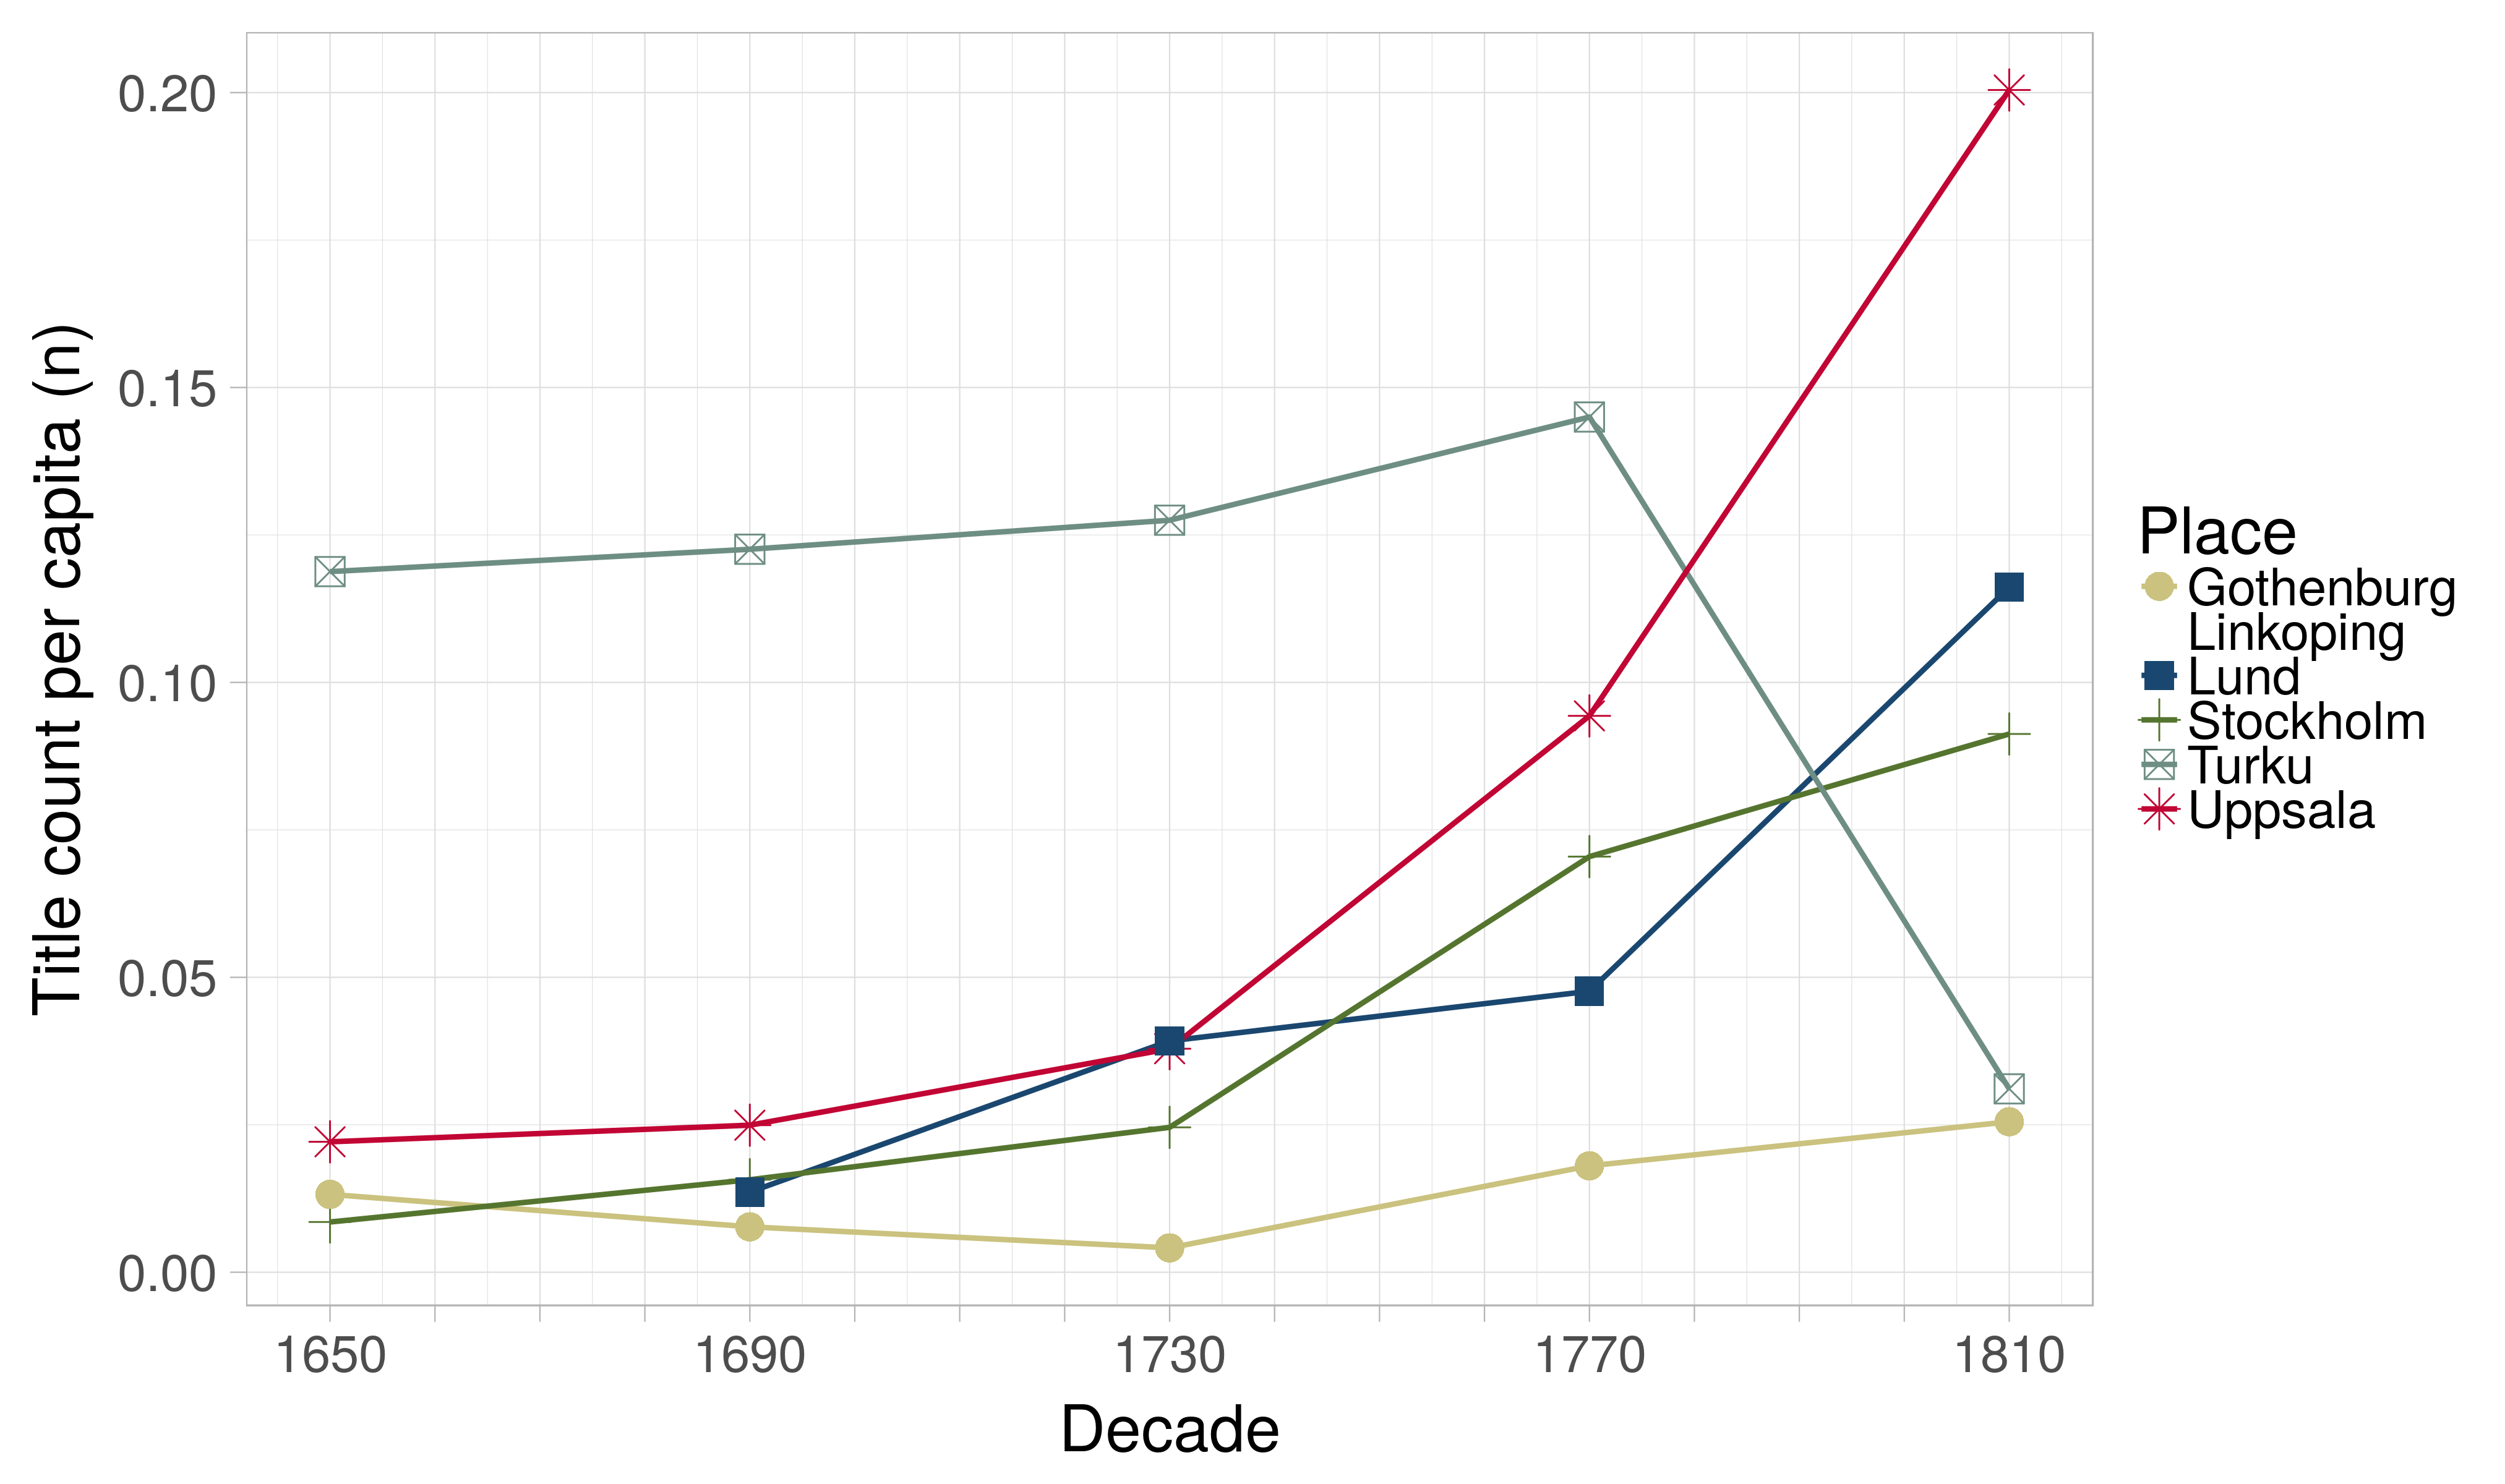 Title count per capita (n)
0.20
0.15
0.10
0.05
0.00
1650 1690 1730 1770 1810
Decade
Place
Gothenburg
Linkoping
Lund
Stockholm
Turku
Uppsala